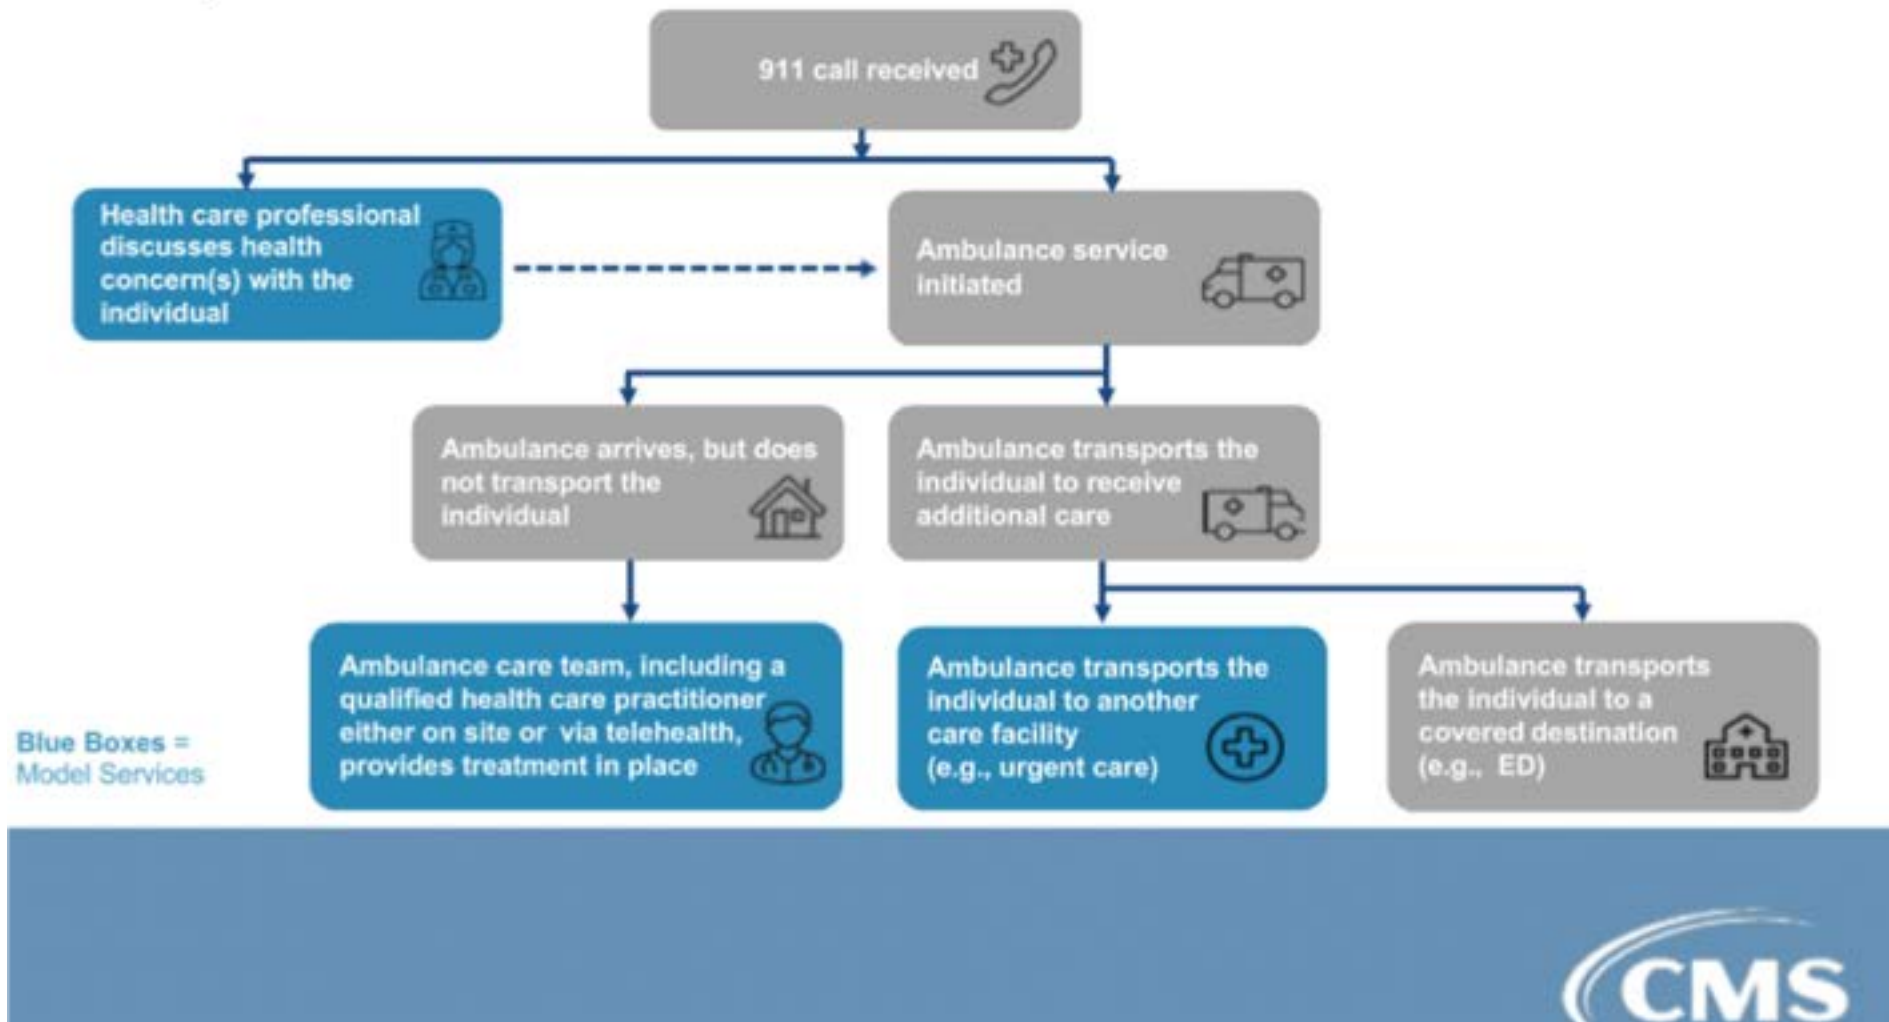 911 call received
Health care professional
discusses health
concern(s) with the
individual
Ambulance service
initiated
Ambulance arrives, but does
not transport the
individual
Ambulance transports the
individual to receive
additional care
Ambulance care team, including a
qualified health care practitioner
either on site or via telehealth,
provides treatment in place
Ambulance transports the
individual to another
care facility
(e.g., urgent care)
Ambulance transports
the individual to a
covered destination
(e.g., ED)
Blue Boxes =
Model Services
CMS